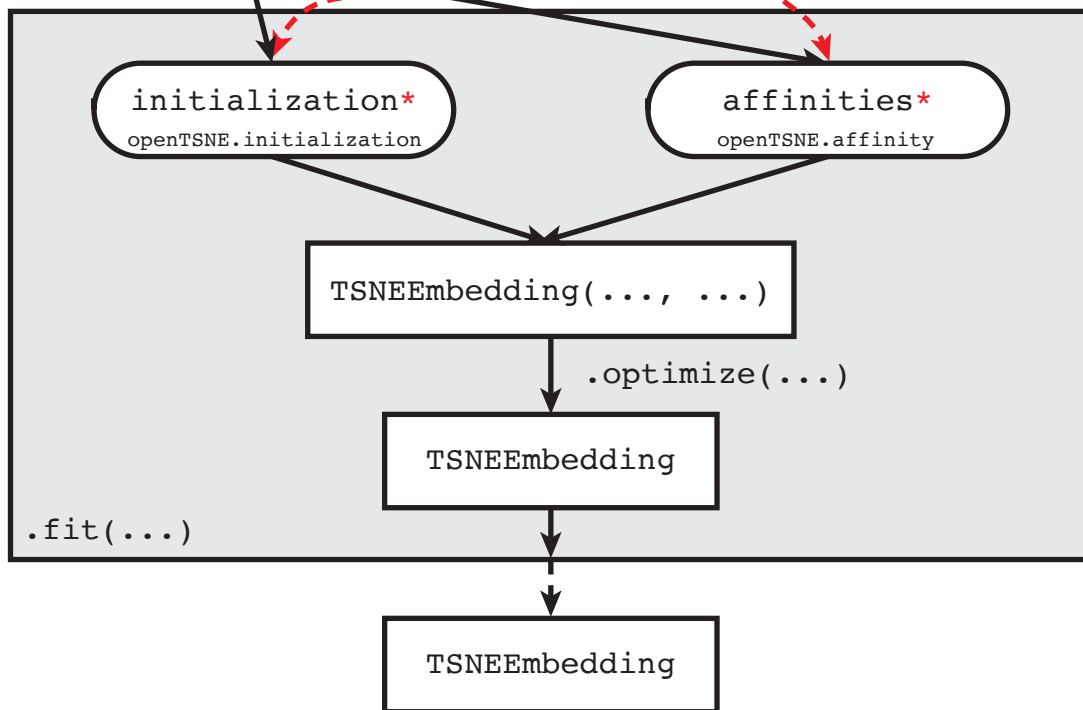 initialization*
openTSNE.initialization
affinities*
openTSNE.affinity
TSNEEmbedding(..., ...)
.optimize(...)
TSNEEmbedding
.fit(...)
TSNEEmbedding